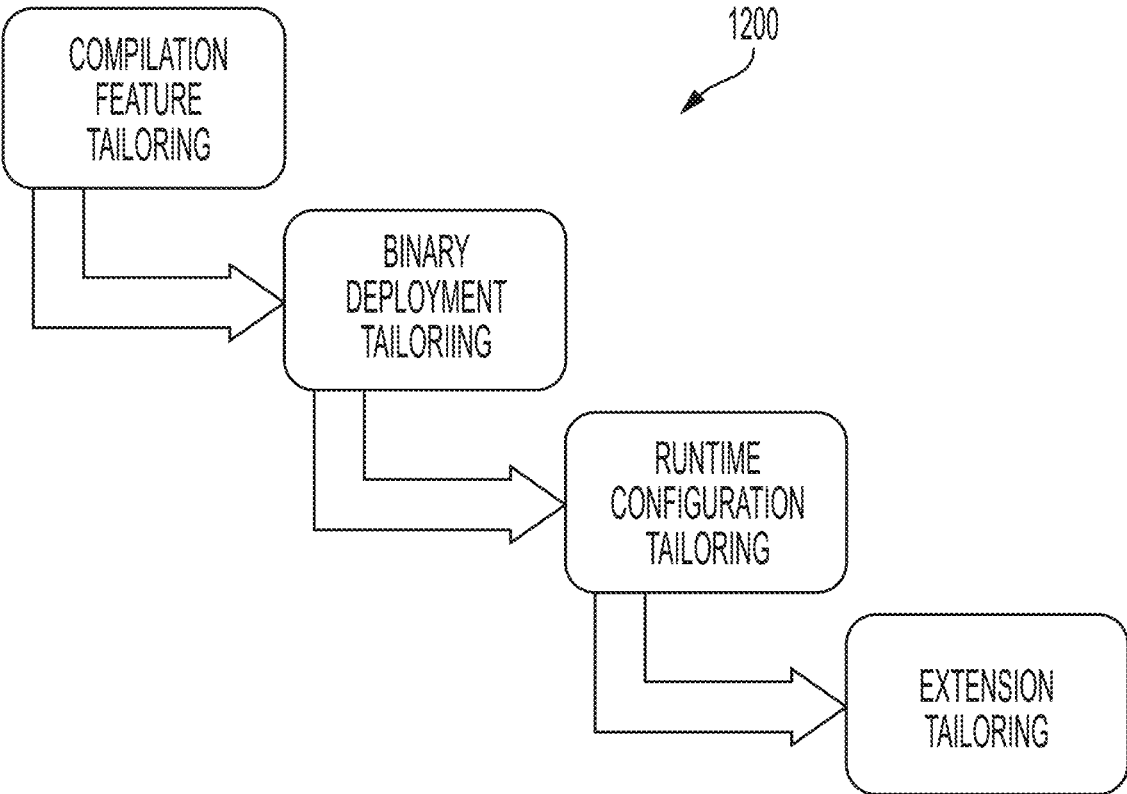 1200
COMPILATION
FEATURE
TAILORING
BINARY
DEPLOYMENT
TAILORIING
RUNTIME
CONFIGURATION
TAILORING
EXTENSION
TAILORING